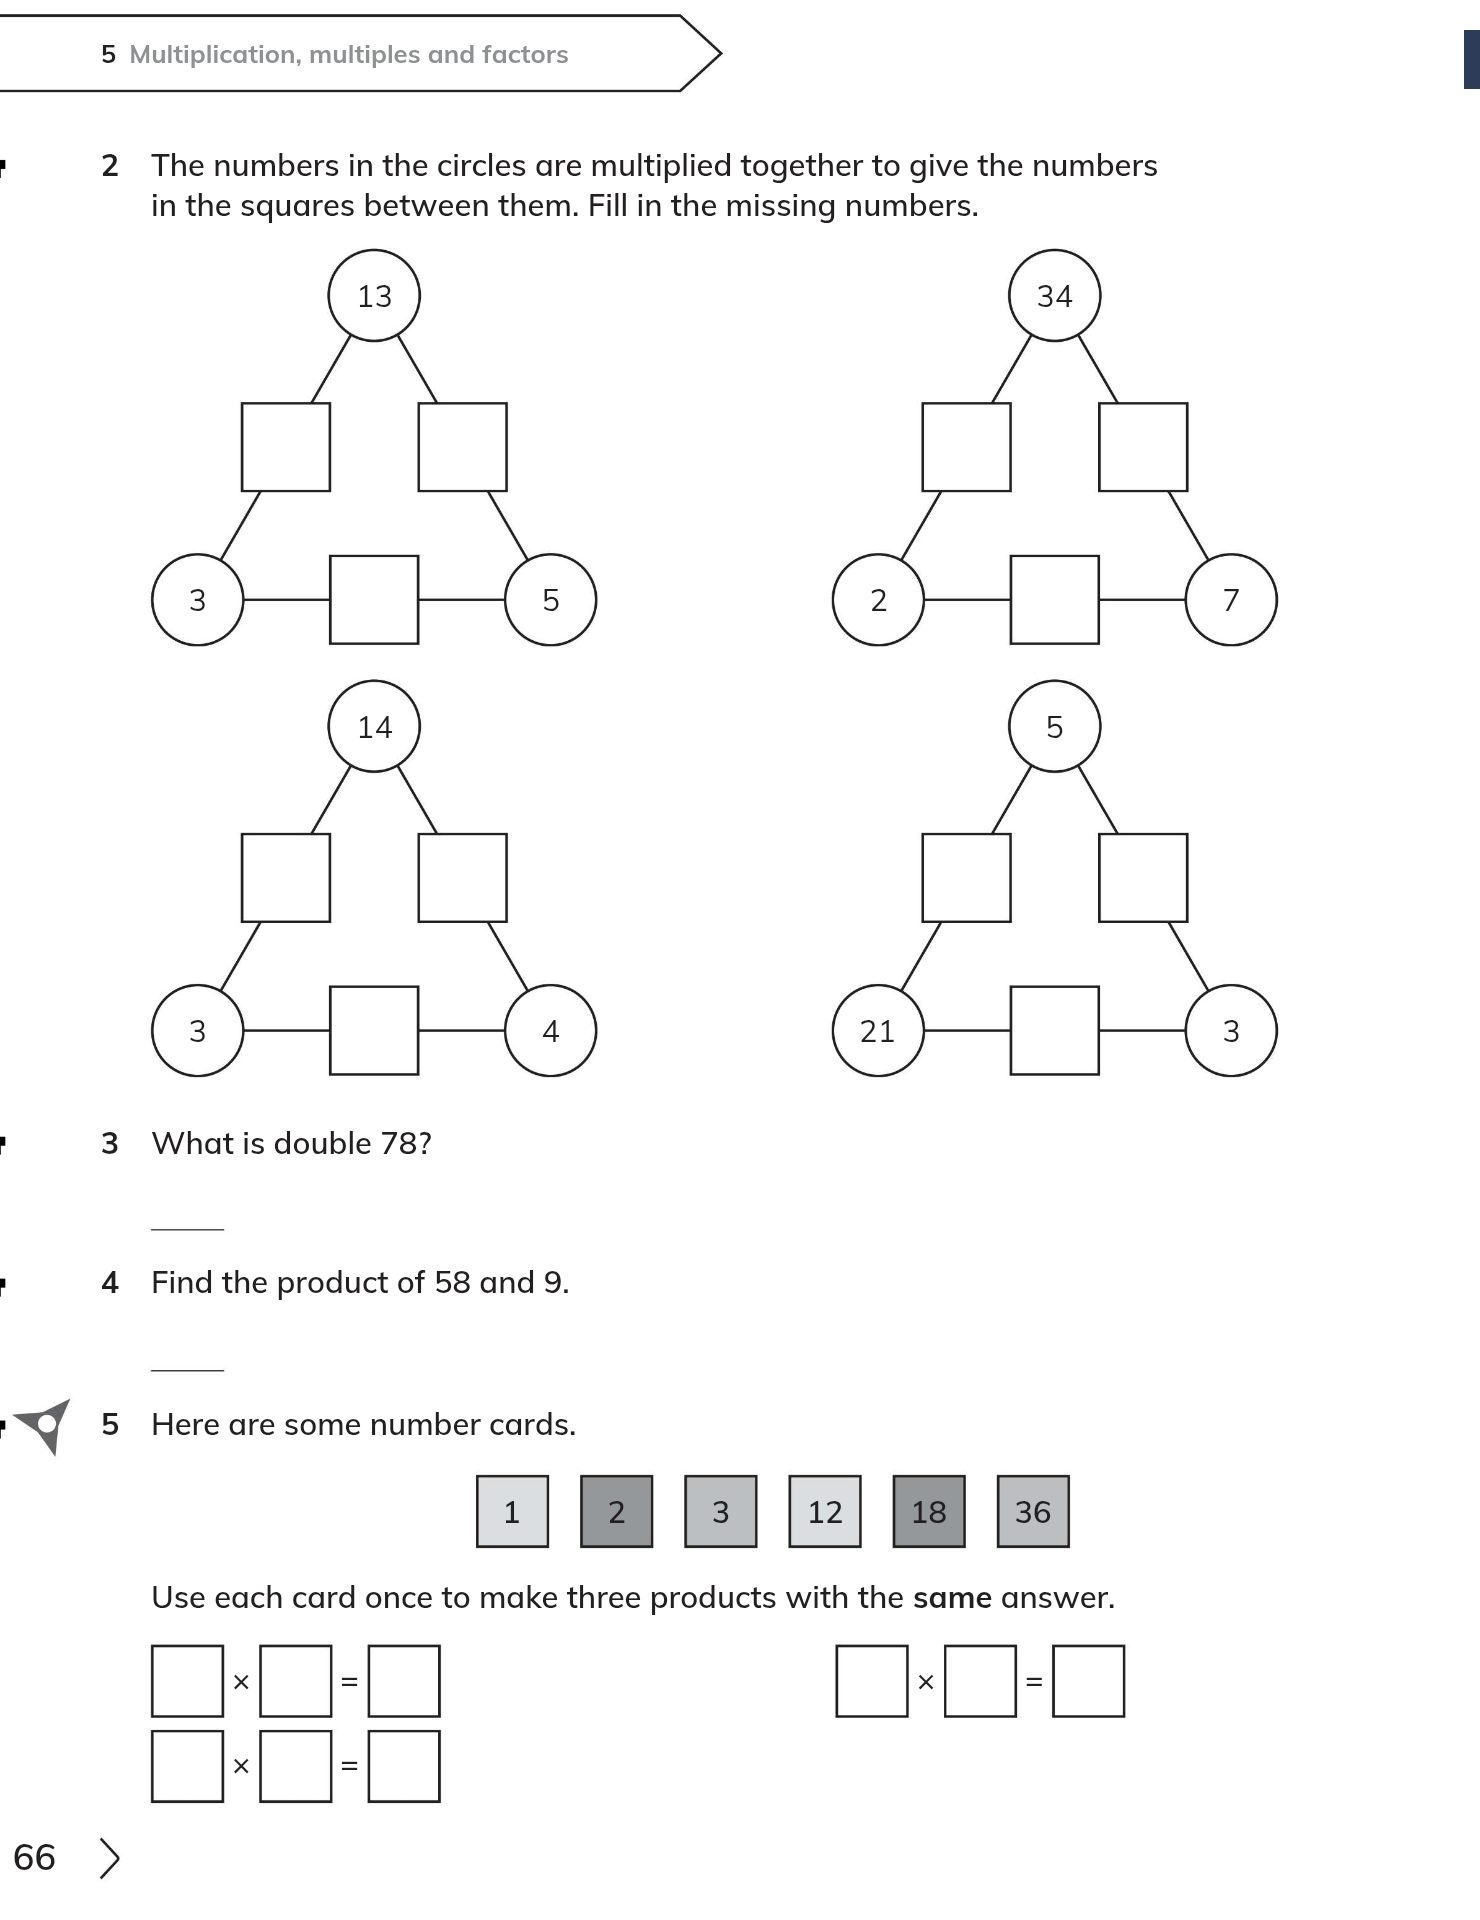 5 Multiplication, multiples and factors
2 The numbers in the circles are multiplied together to give the numbers
in the squares between them. Fill in the missing numbers.
13
34
3 5
2 7
14
5
3 4
21 3
3 What is double 78?
4 Find the product of 58 and 9.
5 Here are some number cards.
1 2 3 12 18 36
Use each card once to make three products with the same answer.
× = × =
× =
66